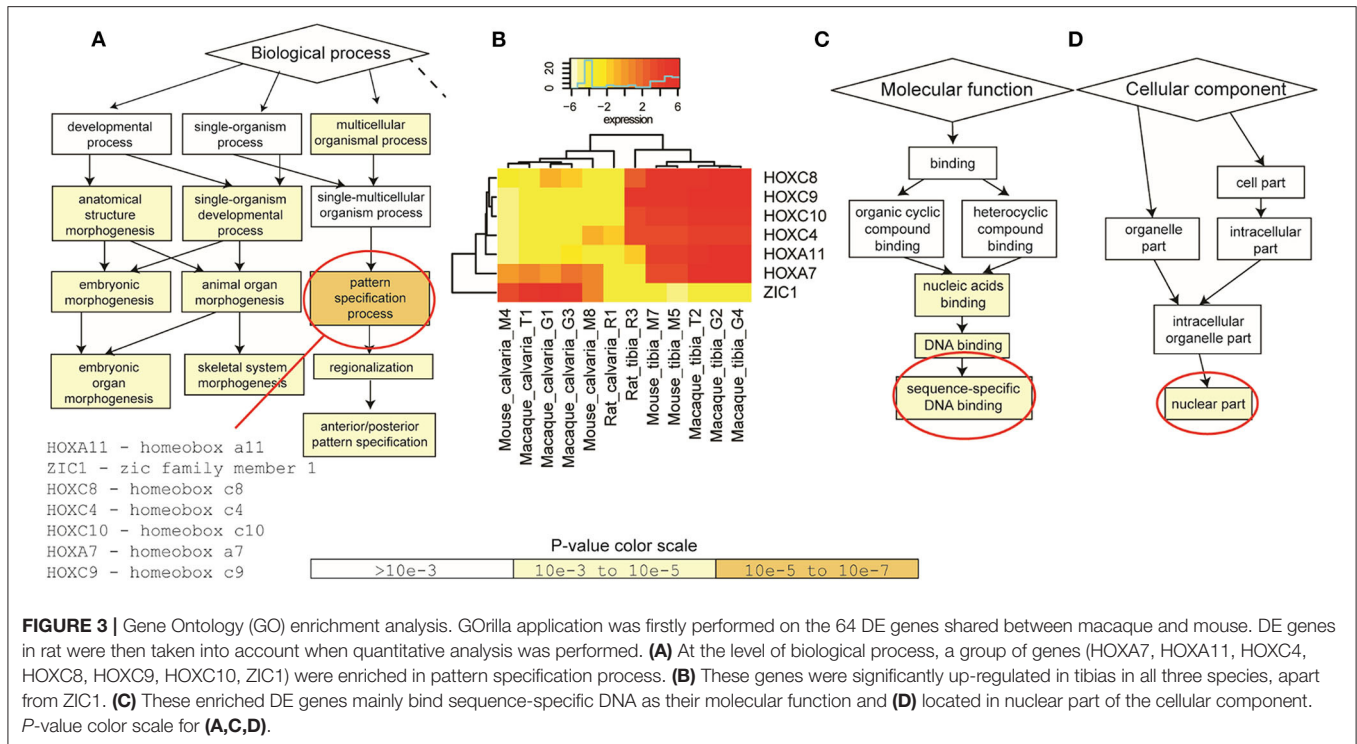 A
Biological process
developmental
process
single-organism
process
multicellular
organismal process
anatomical
structure
morphogenesis
single-organism
developmental
process
single-multicellular
organism process
embryonic
morphogenesis
animal organ
morphogenesis
pattern
specification
process
embryonic
organ
morphogenesis
skeletal system
morphogenesis
regionalization
anterior/posterior
pattern specification
HOXA11 - homeobox a11
ZIC1 - zic family member 1
HOXC8 - homeobox c8
HOXC4 - homeobox c4
HOXC10 - homeobox c10
HOXA7 - homeobox a7
HOXC9 - homeobox c9
B
0 10 20
−6 −2 2 4 6
expression
HOXC8
HOXC9
HOXC10
HOXC4
HOXA11
HOXA7
ZIC1
Mouse_calvaria_M4
Macaque_calvaria_T1
Macaque_calvaria_G1
Macaque_calvaria_G3
Mouse_calvaria_M8
Rat_calvaria_R1
Rat_tibia_R3
Mouse_tibia_M7
Mouse_tibia_M5
Macaque_tibia_T2
Macaque_tibia_G2
Macaque_tibia_G4
C
Molecular function
binding
organic cyclic
compound
binding
heterocyclic
compound
binding
nucleic acids
binding
DNA binding
sequence-specific
DNA binding
D
Cellular component
cell part
organelle
part
intracellular
part
intracellular
organelle part
nuclear part
P-value color scale
>10e-3 10e-3 to 10e-5 10e-5 to 10e-7
FIGURE 3 | Gene Ontology (GO) enrichment analysis. GOrilla application was firstly performed on the 64 DE genes shared between macaque and mouse. DE genes
in rat were then taken into account when quantitative analysis was performed. (A) At the level of biological process, a group of genes (HOXA7, HOXA11, HOXC4,
HOXC8, HOXC9, HOXC10, ZIC1) were enriched in pattern specification process. (B) These genes were significantly up-regulated in tibias in all three species, apart
from ZIC1. (C) These enriched DE genes mainly bind sequence-specific DNA as their molecular function and (D) located in nuclear part of the cellular component.
P-value color scale for (A,C,D).